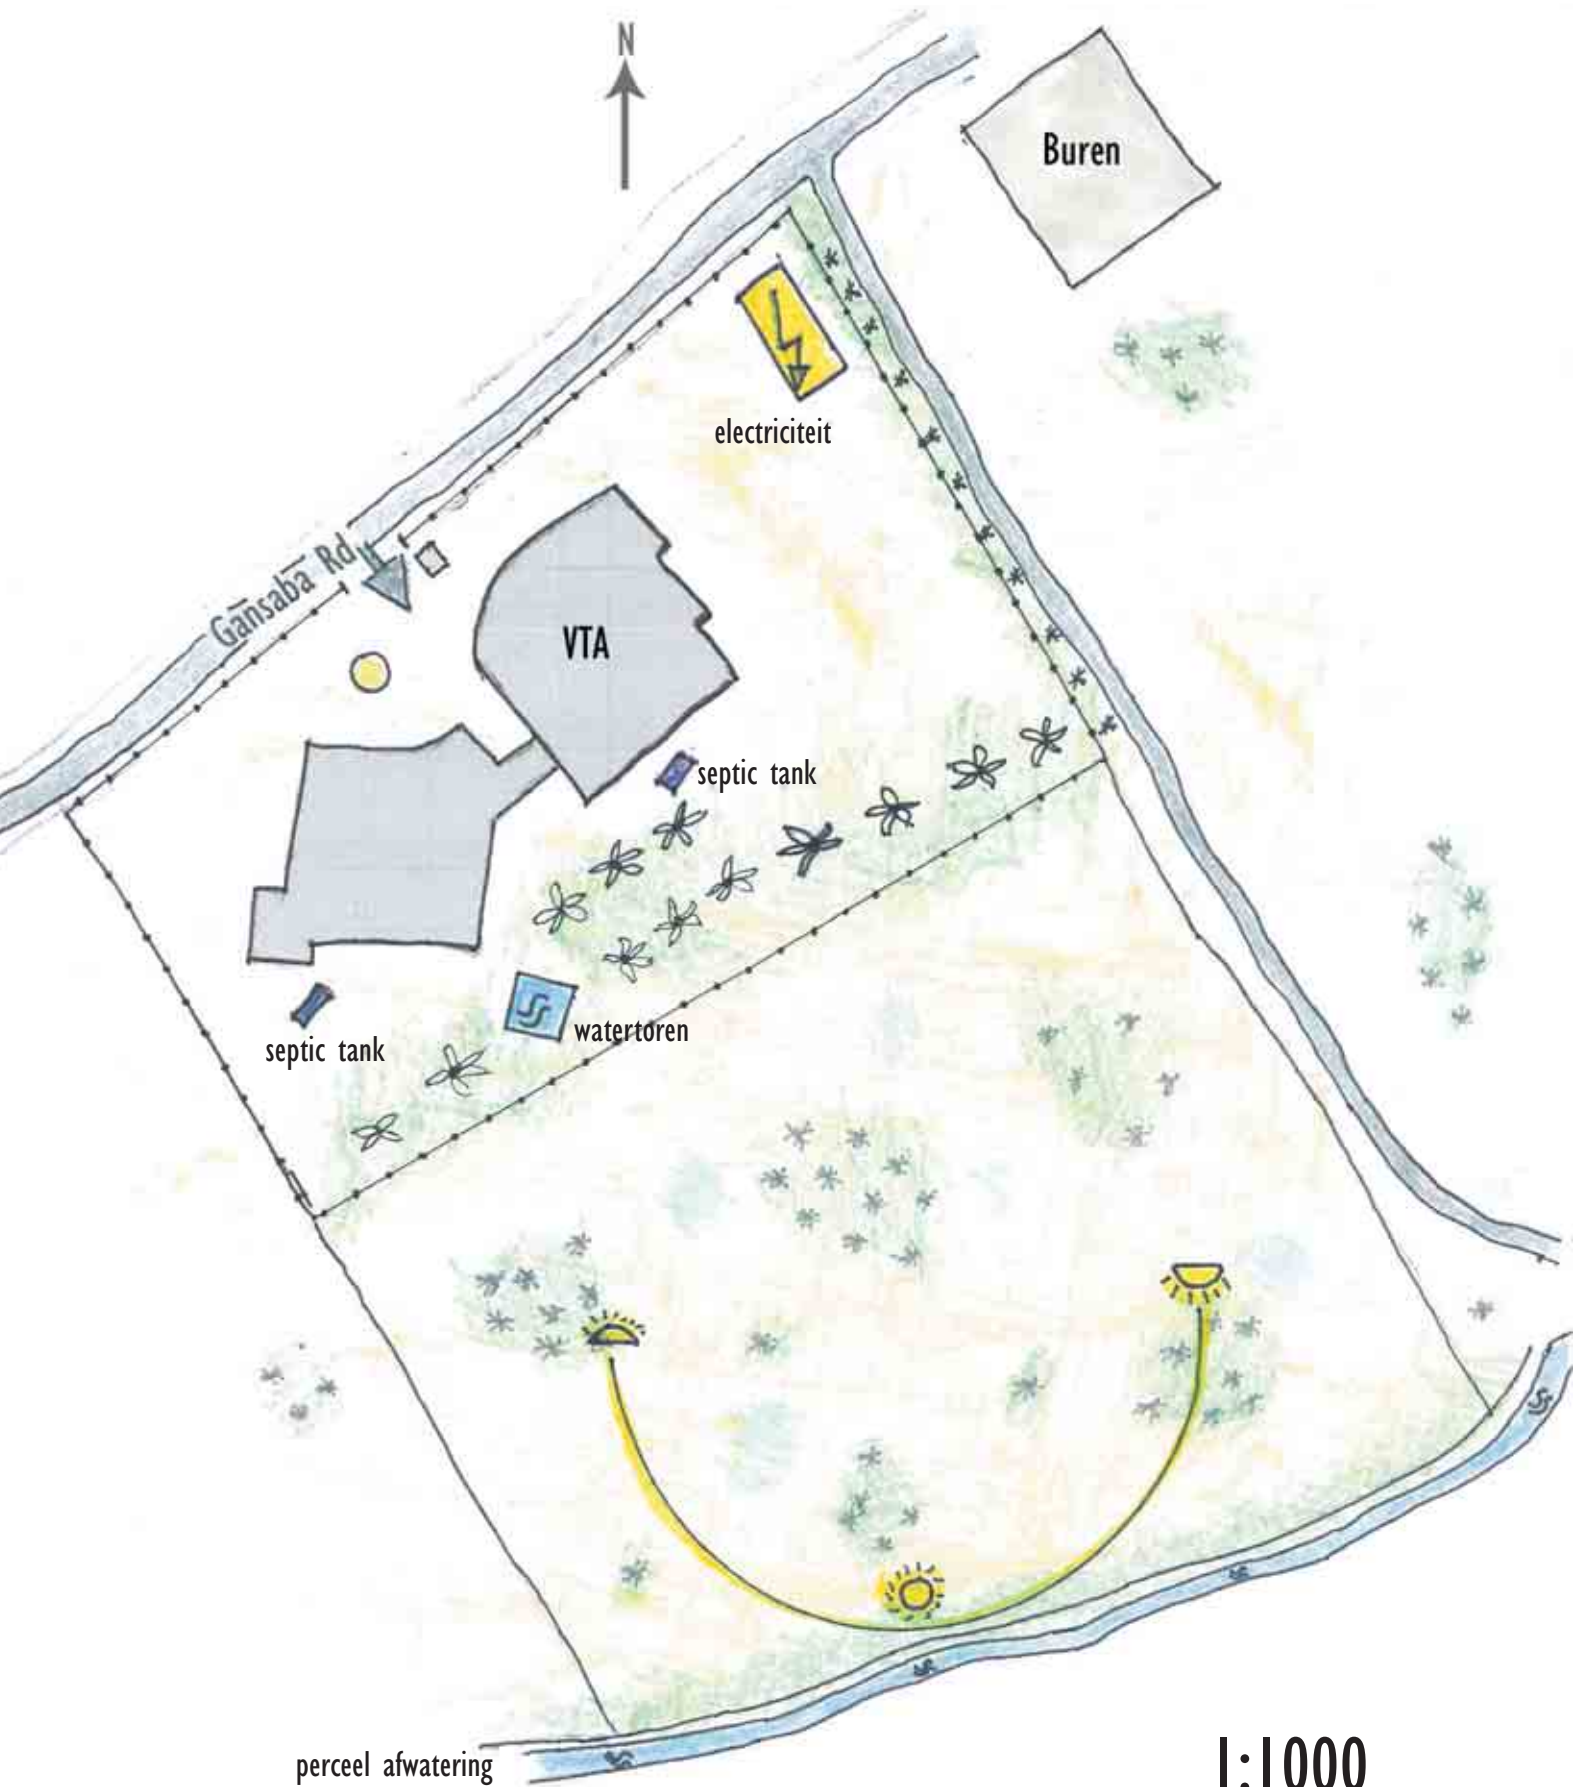 N
Buren
electriciteit
Gansaba Rd
VTA
septic tank
watertoren
septic tank
perceel afwatering
1:1000